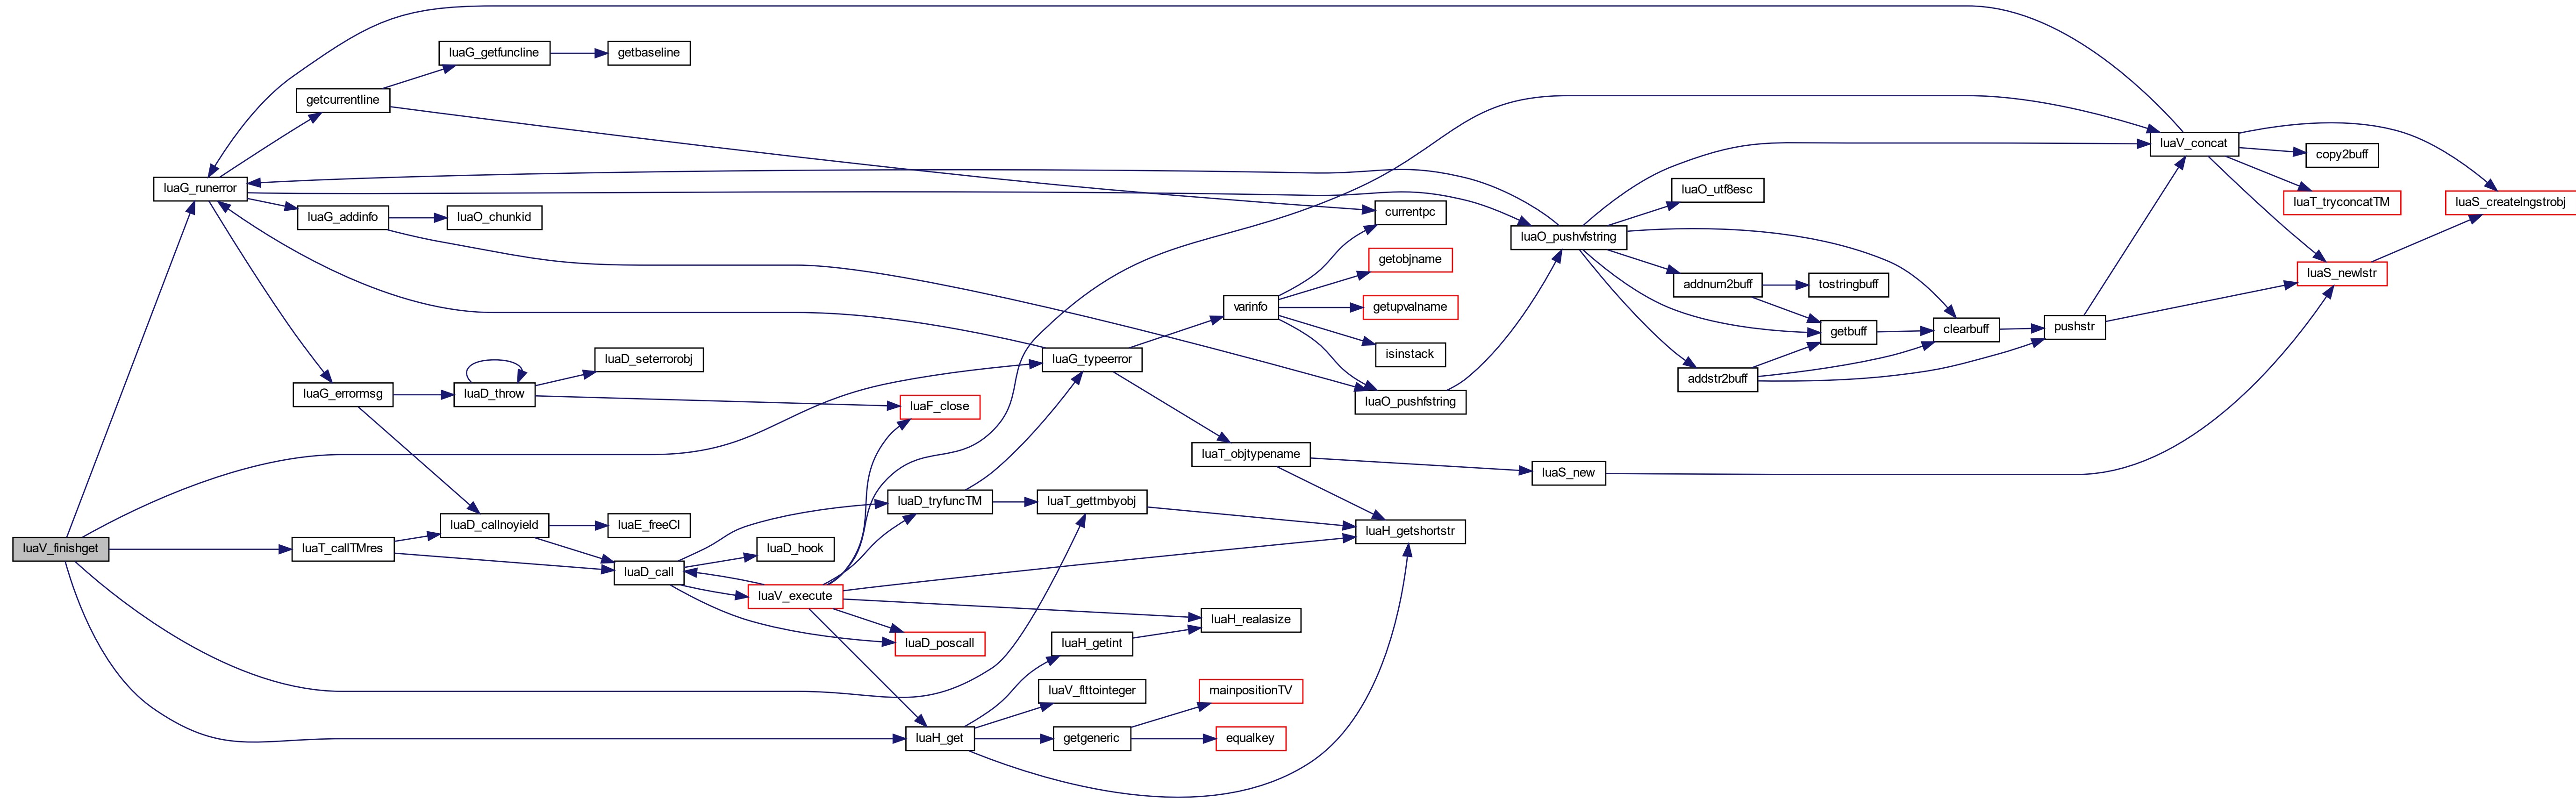 luaV_finishget
luaG_runerror
getcurrentline
luaG_getfuncline
getbaseline
luaG_addinfo
luaO_chunkid
luaG_errormsg
luaD_throw
luaD_seterrorobj
luaF_close
luaT_callTMres
luaD_callnoyield
luaE_freeCI
luaD_call
luaD_hook
luaV_execute
luaD_poscall
luaD_tryfuncTM
luaT_gettmbyobj
luaH_get
luaH_getint
luaV_flttointeger
getgeneric
luaH_realasize
mainpositionTV
equalkey
luaG_typeerror
varinfo
luaT_objtypename
currentpc
getobjname
getupvalname
isinstack
luaO_pushfstring
luaH_getshortstr
luaS_new
luaO_pushvfstring
luaO_utf8esc
addnum2buff
tostringbuff
getbuff
addstr2buff
clearbuff
pushstr
luaV_concat
copy2buff
luaT_tryconcatTM
luaS_newlstr
luaS_createlngstrobj